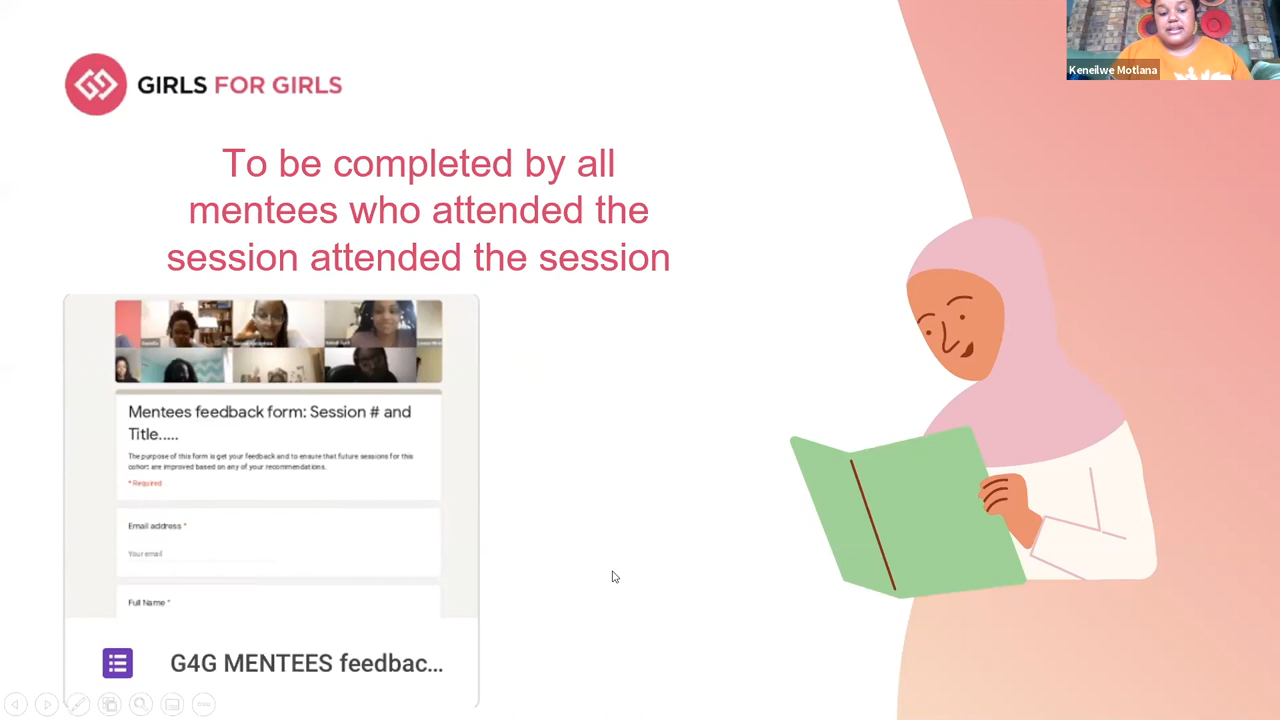 GIRLS FOR GIRLS
Keneilwe Motlana
To be completed by all
mentees who attended the
session attended the session
Mentees feedback form: Session # and
Title.....
The purpose of this form is get your feedback and to ensure that future sessions for this
cohort are improved based on any of your recommendations.
* Required
Email address *
Your email
Full Name *
G4G MENTEES feedbac...